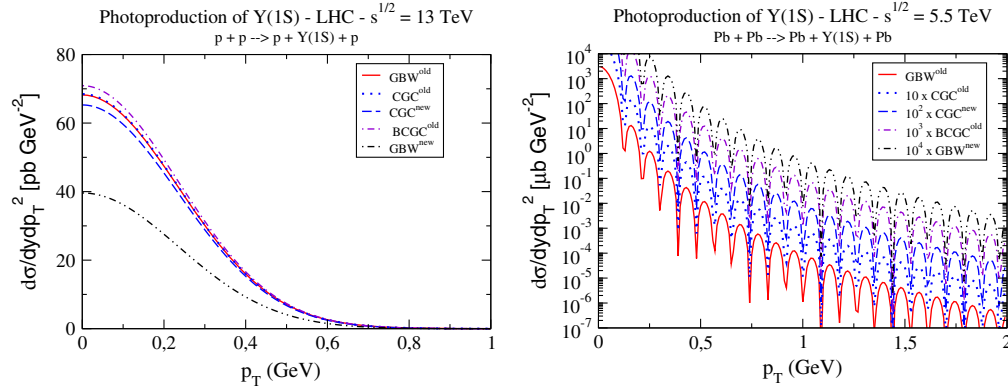 Photoproduction of Y(1S) - LHC - s^1/2 = 13 TeV
p + p --> p + Y(1S) + p
dσ/dydp_T^2 [pb GeV^-2]
80
60
40
20
0
GBW^old
CGC^old
CGC^new
BCGC^old
GBW^new
0 0,2 0,4 0,6 0,8 1
p_T (GeV)
Photoproduction of Y(1S) - LHC - s^1/2 = 5.5 TeV
Pb + Pb --> Pb + Y(1S) + Pb
dσ/dydp_T^2 [μb GeV^-2]
10^4
10^3
10^2
10^1
10^0
10^-1
10^-2
10^-3
10^-4
10^-5
10^-6
10^-7
GBW^old
10 x CGC^old
10^2 x CGC^new
10^3 x BCGC^old
10^4 x GBW^new
0 0,5 1 1,5 2
p_T (GeV)